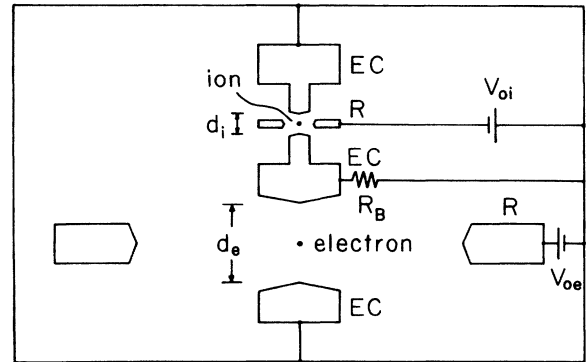 EC
ion
R
V_oi
d_i
EC
R_B
R
d_e
electron
V_oe
EC